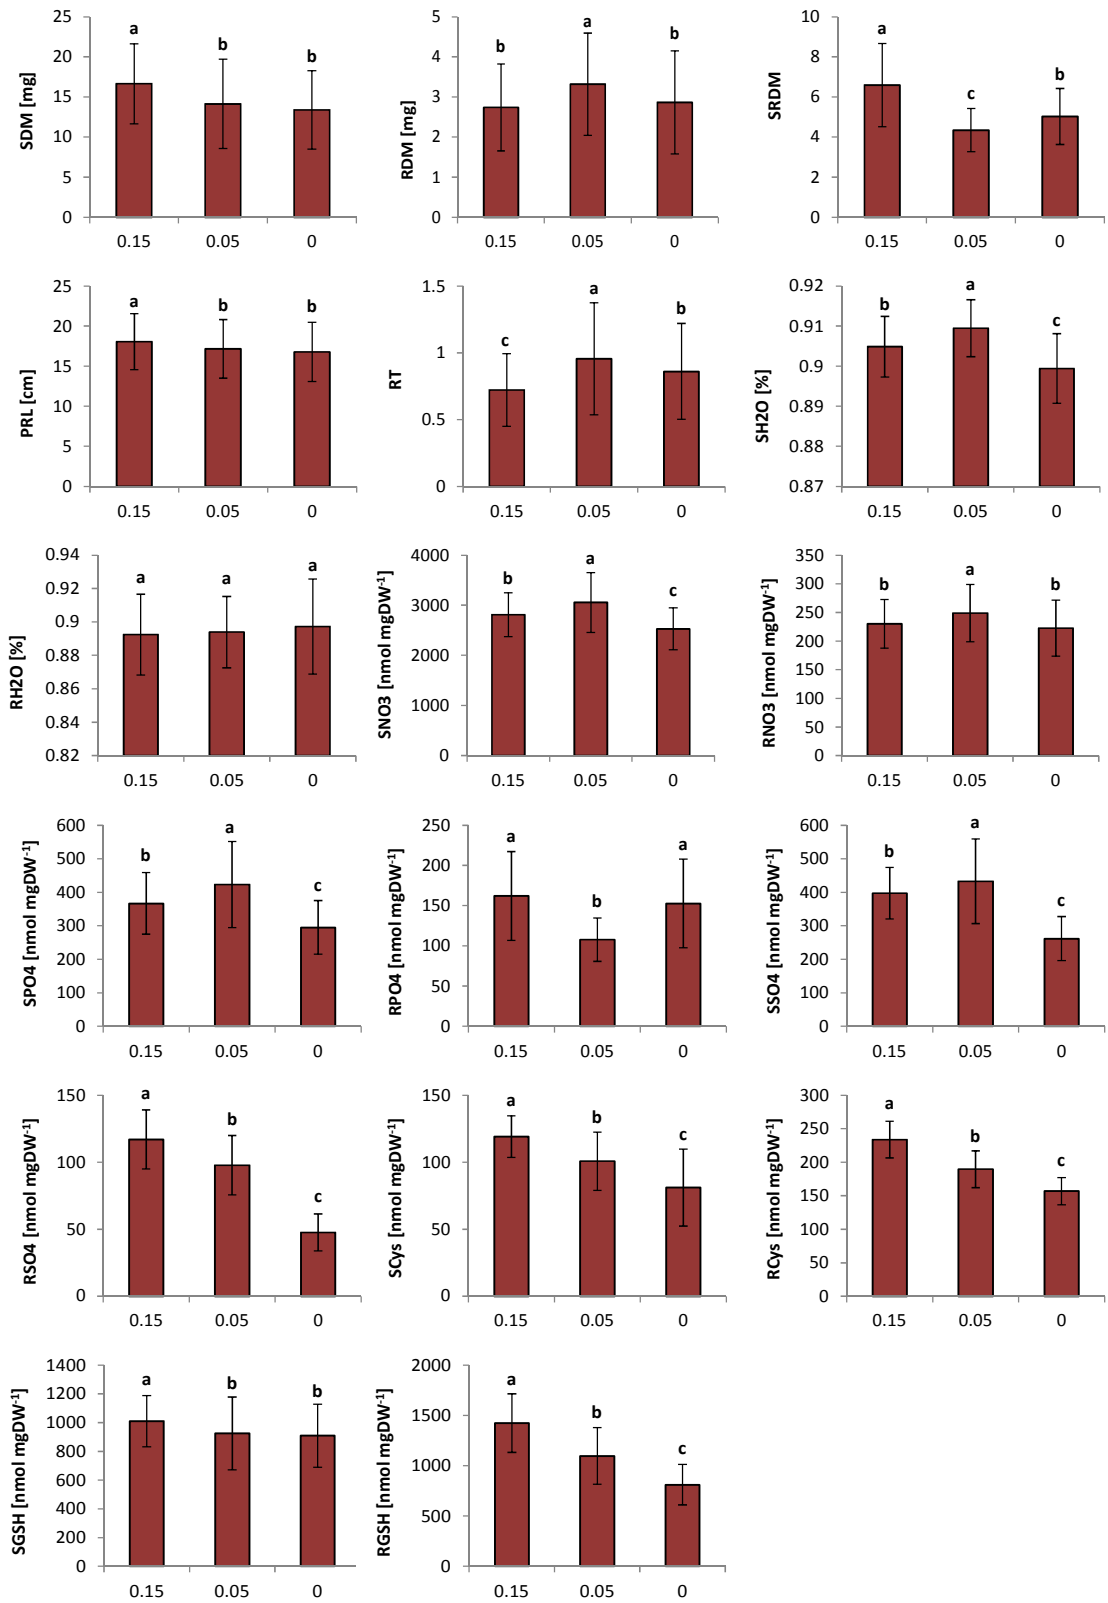 SDM [mg]
25
20
15
10
5
0
a
b
b
0.15 0.05 0
RDM [mg]
5
4
3
2
1
0
b
a
b
0.15 0.05 0
SRDM
10
8
6
4
2
0
a
c
b
0.15 0.05 0
PRL [cm]
25
20
15
10
5
0
a
b
b
0.15 0.05 0
RT
1.5
1
0.5
0
c
a
b
0.15 0.05 0
SH2O [%]
0.92
0.91
0.9
0.89
0.88
0.87
b
a
c
0.15 0.05 0
RH2O [%]
0.94
0.92
0.9
0.88
0.86
0.84
0.82
a
a
a
0.15 0.05 0
SNO3 [nmol mgDW⁻¹]
4000
3000
2000
1000
0
b
a
c
0.15 0.05 0
RNO3 [nmol mgDW⁻¹]
350
300
250
200
150
100
50
0
b
a
b
0.15 0.05 0
SPO4 [nmol mgDW⁻¹]
600
500
400
300
200
100
0
b
a
c
0.15 0.05 0
RPO4 [nmol mgDW⁻¹]
250
200
150
100
50
0
a
b
a
0.15 0.05 0
SSO4 [nmol mgDW⁻¹]
600
500
400
300
200
100
0
b
a
c
0.15 0.05 0
RSO4 [nmol mgDW⁻¹]
150
100
50
0
a
b
c
0.15 0.05 0
SCys [nmol mgDW⁻¹]
150
100
50
0
a
b
c
0.15 0.05 0
RCys [nmol mgDW⁻¹]
300
250
200
150
100
50
0
a
b
c
0.15 0.05 0
SGSH [nmol mgDW⁻¹]
1400
1200
1000
800
600
400
200
0
a
b
b
0.15 0.05 0
RGSH [nmol mgDW⁻¹]
2000
1500
1000
500
0
a
b
c
0.15 0.05 0